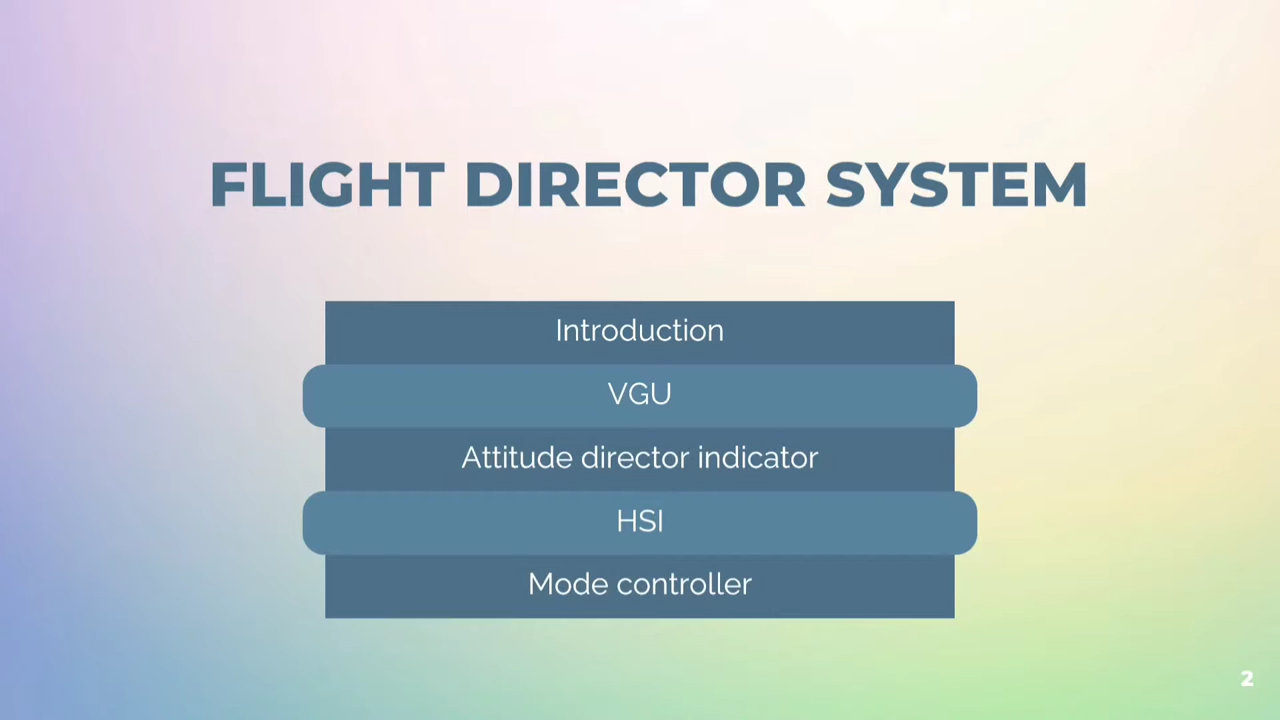 FLIGHT DIRECTOR SYSTEM
Introduction
VGU
Attitude director indicator
HSI
Mode controller
2